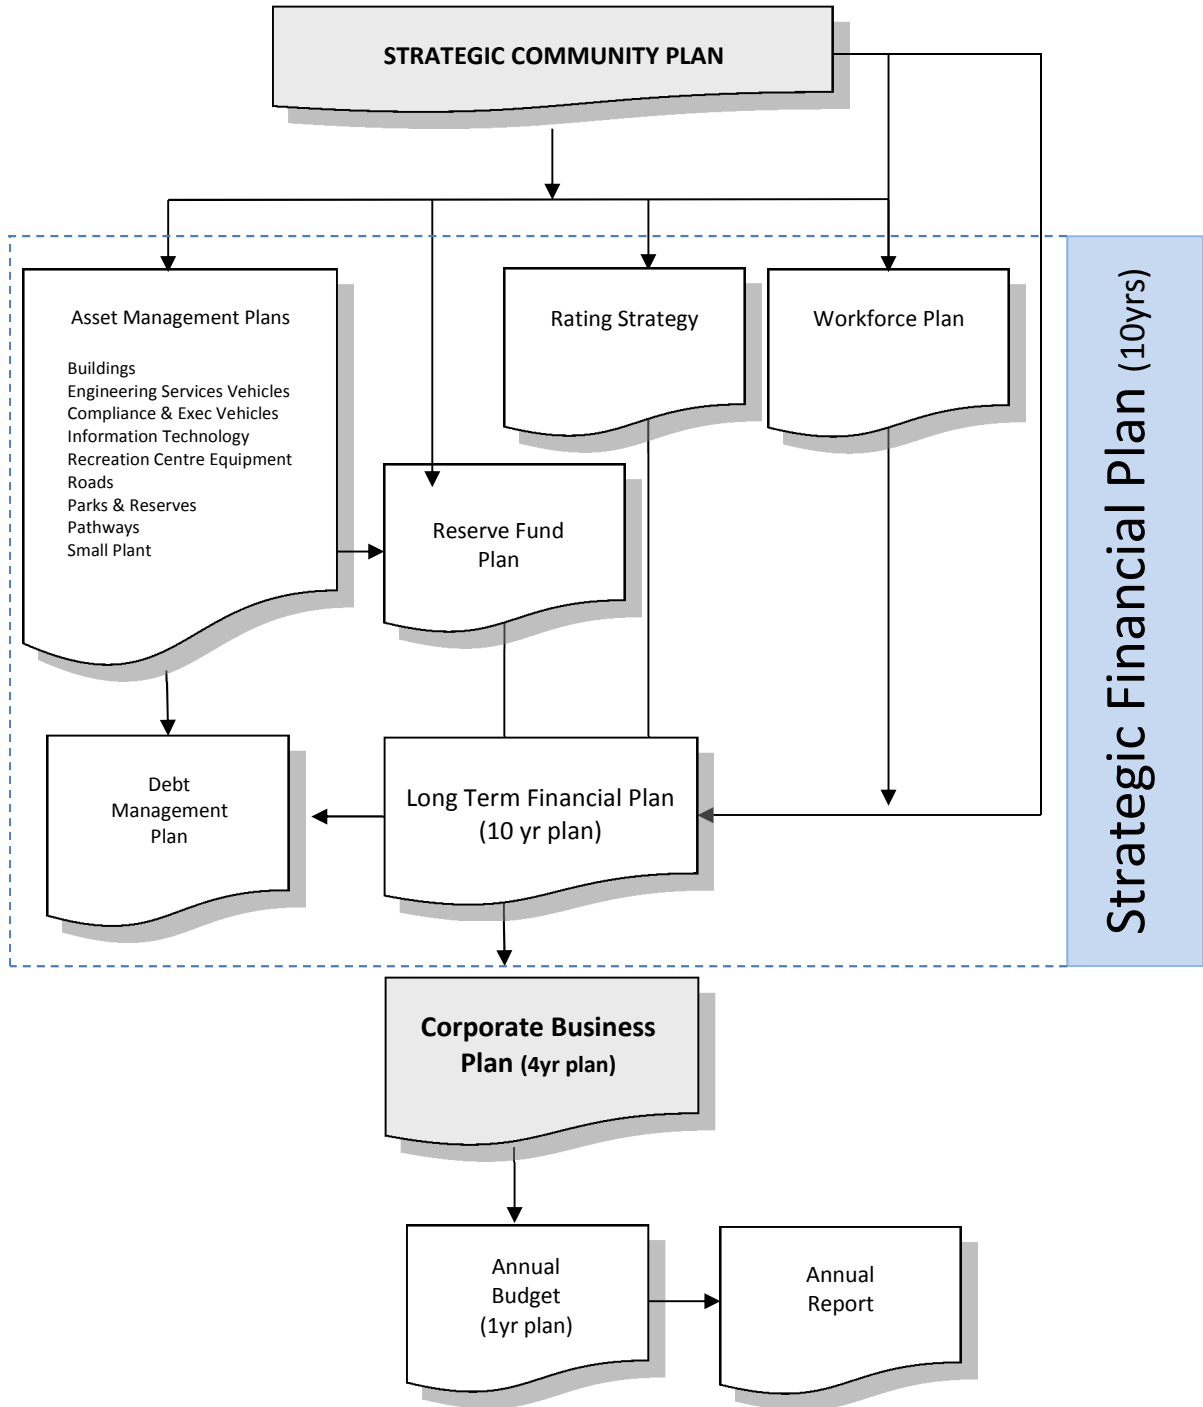 STRATEGIC COMMUNITY PLAN
Asset Management Plans
Buildings
Engineering Services Vehicles
Compliance & Exec Vehicles
Information Technology
Recreation Centre Equipment
Roads
Parks & Reserves
Pathways
Small Plant
Rating Strategy
Workforce Plan
Reserve Fund
Plan
Debt
Management
Plan
Long Term Financial Plan
(10 yr plan)
Strategic Financial Plan (10yrs)
Corporate Business
Plan (4yr plan)
Annual
Budget
(1yr plan)
Annual
Report